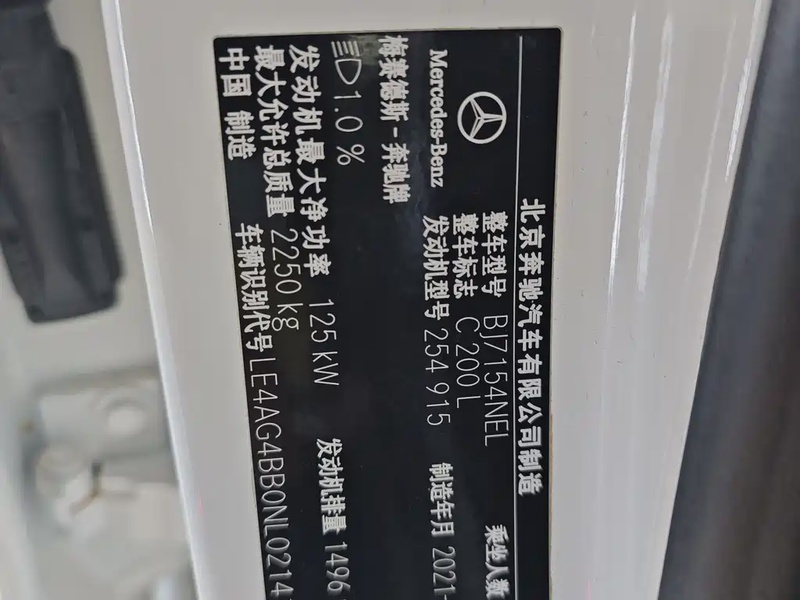 北京奔驰汽车有限公司制造
Mercedes-Benz
梅赛德斯-奔驰牌
整车型号 BJ7154NEL 乘坐人数
整车标志 C 200 L
发动机型号 254 915 制造年月 2021-
1.0 %
发动机最大净功率 125 kW 发动机排量 1496
最大允许总质量 2250 kg
中国 制造 车辆识别代号 LE4AG4BB0NL0214